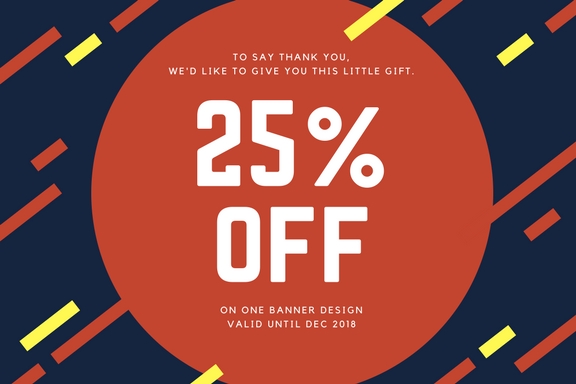 TO SAY THANK YOU,
WE'D LIKE TO GIVE YOU THIS LITTLE GIFT.
25%
OFF
ON ONE BANNER DESIGN
VALID UNTIL DEC 2018